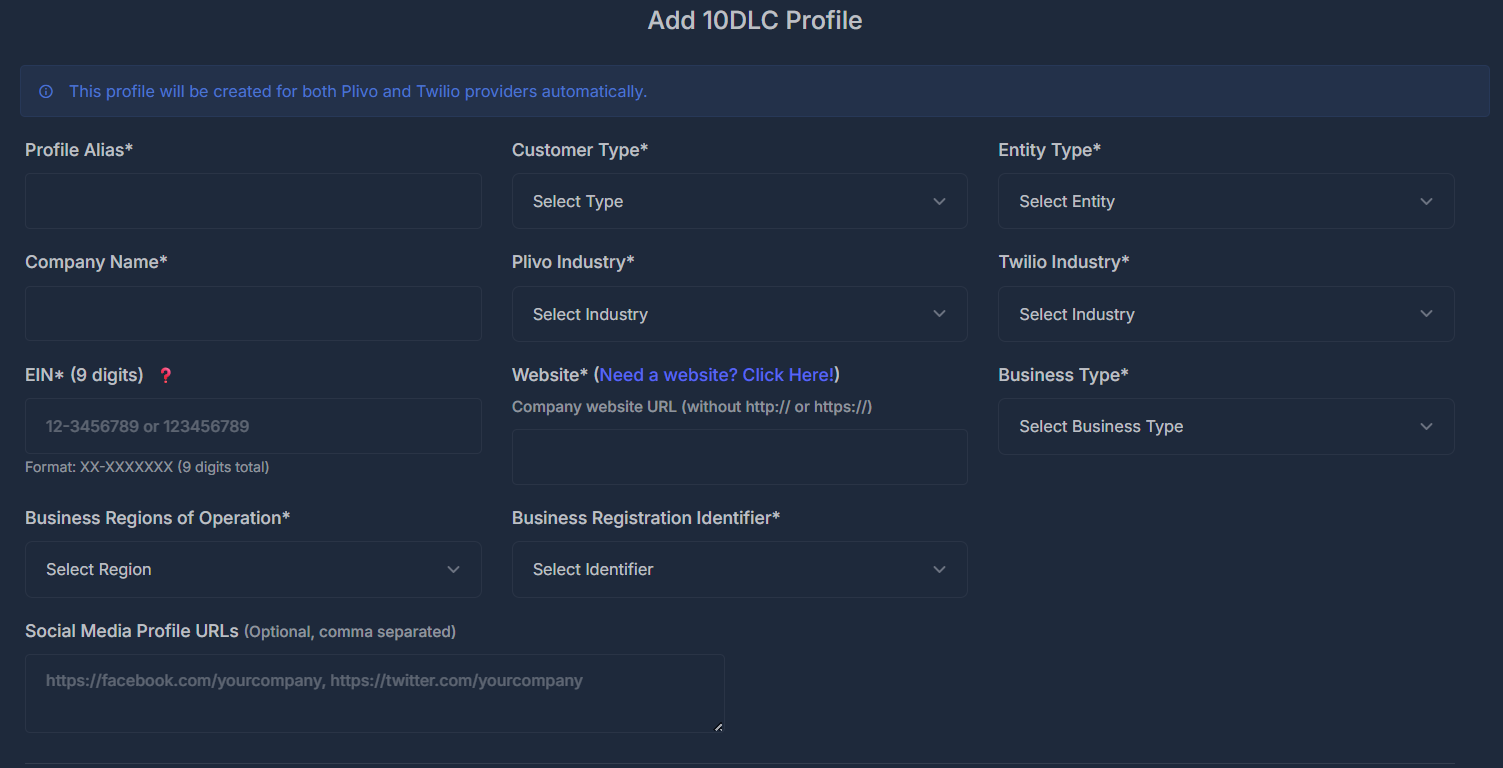 Add 10DLC Profile
This profile will be created for both Plivo and Twilio providers automatically.
Profile Alias*
Customer Type*
Select Type
Entity Type*
Select Entity
Company Name*
Plivo Industry*
Select Industry
Twilio Industry*
Select Industry
EIN* (9 digits) ❓
12-3456789 or 123456789
Format: XX-XXXXXXX (9 digits total)
Website* (Need a website? Click Here!)
Company website URL (without http:// or https://)
Business Type*
Select Business Type
Business Regions of Operation*
Select Region
Business Registration Identifier*
Select Identifier
Social Media Profile URLs (Optional, comma separated)
https://facebook.com/yourcompany, https://twitter.com/yourcompany